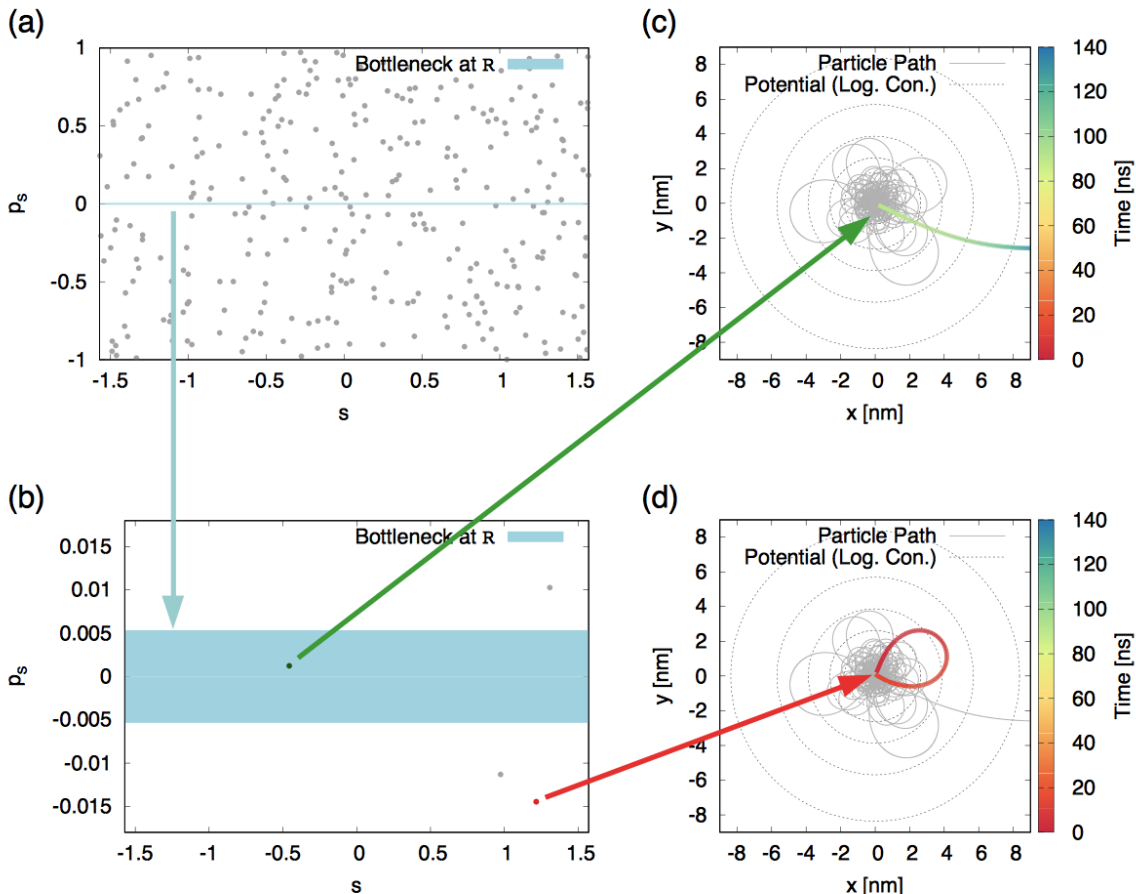 (a)
1
0.5
0
-0.5
-1
p_s
Bottleneck at R
-1.5 -1 -0.5 0 0.5 1 1.5
s
(c)
8
6
4
2
0
-2
-4
-6
-8
y [nm]
Particle Path
Potential (Log. Con.)
-8 -6 -4 -2 0 2 4 6 8
x [nm]
140
120
100
80
60
40
20
0
Time [ns]
(b)
0.015
0.01
0.005
0
-0.005
-0.01
-0.015
p_s
Bottleneck at R
-1.5 -1 -0.5 0 0.5 1 1.5
s
(d)
8
6
4
2
0
-2
-4
-6
-8
y [nm]
Particle Path
Potential (Log. Con.)
-8 -6 -4 -2 0 2 4 6 8
x [nm]
140
120
100
80
60
40
20
0
Time [ns]